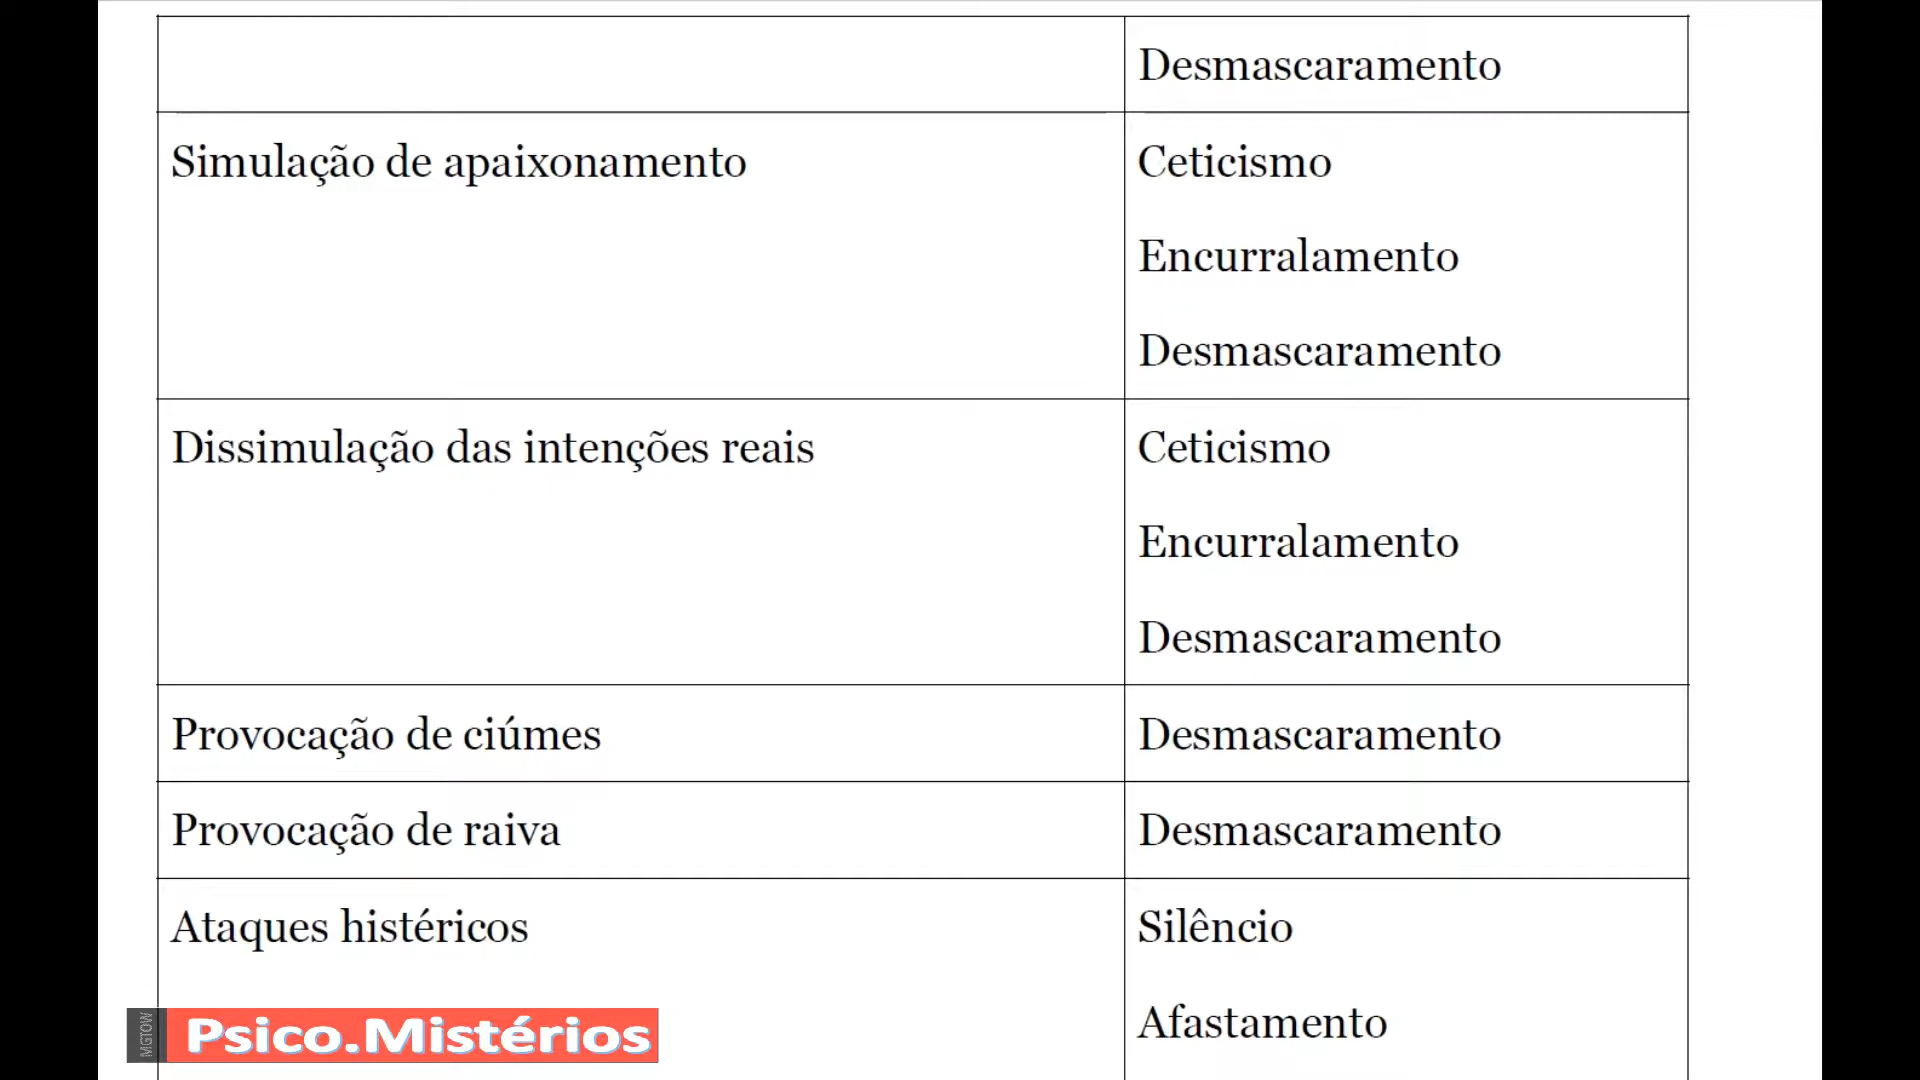 Desmascaramento
Simulação de apaixonamento
Ceticismo
Encurralamento
Desmascaramento
Dissimulação das intenções reais
Ceticismo
Encurralamento
Desmascaramento
Provocação de ciúmes
Desmascaramento
Provocação de raiva
Desmascaramento
Ataques histéricos
Silêncio
Afastamento
MGTOW
Psico.Mistérios